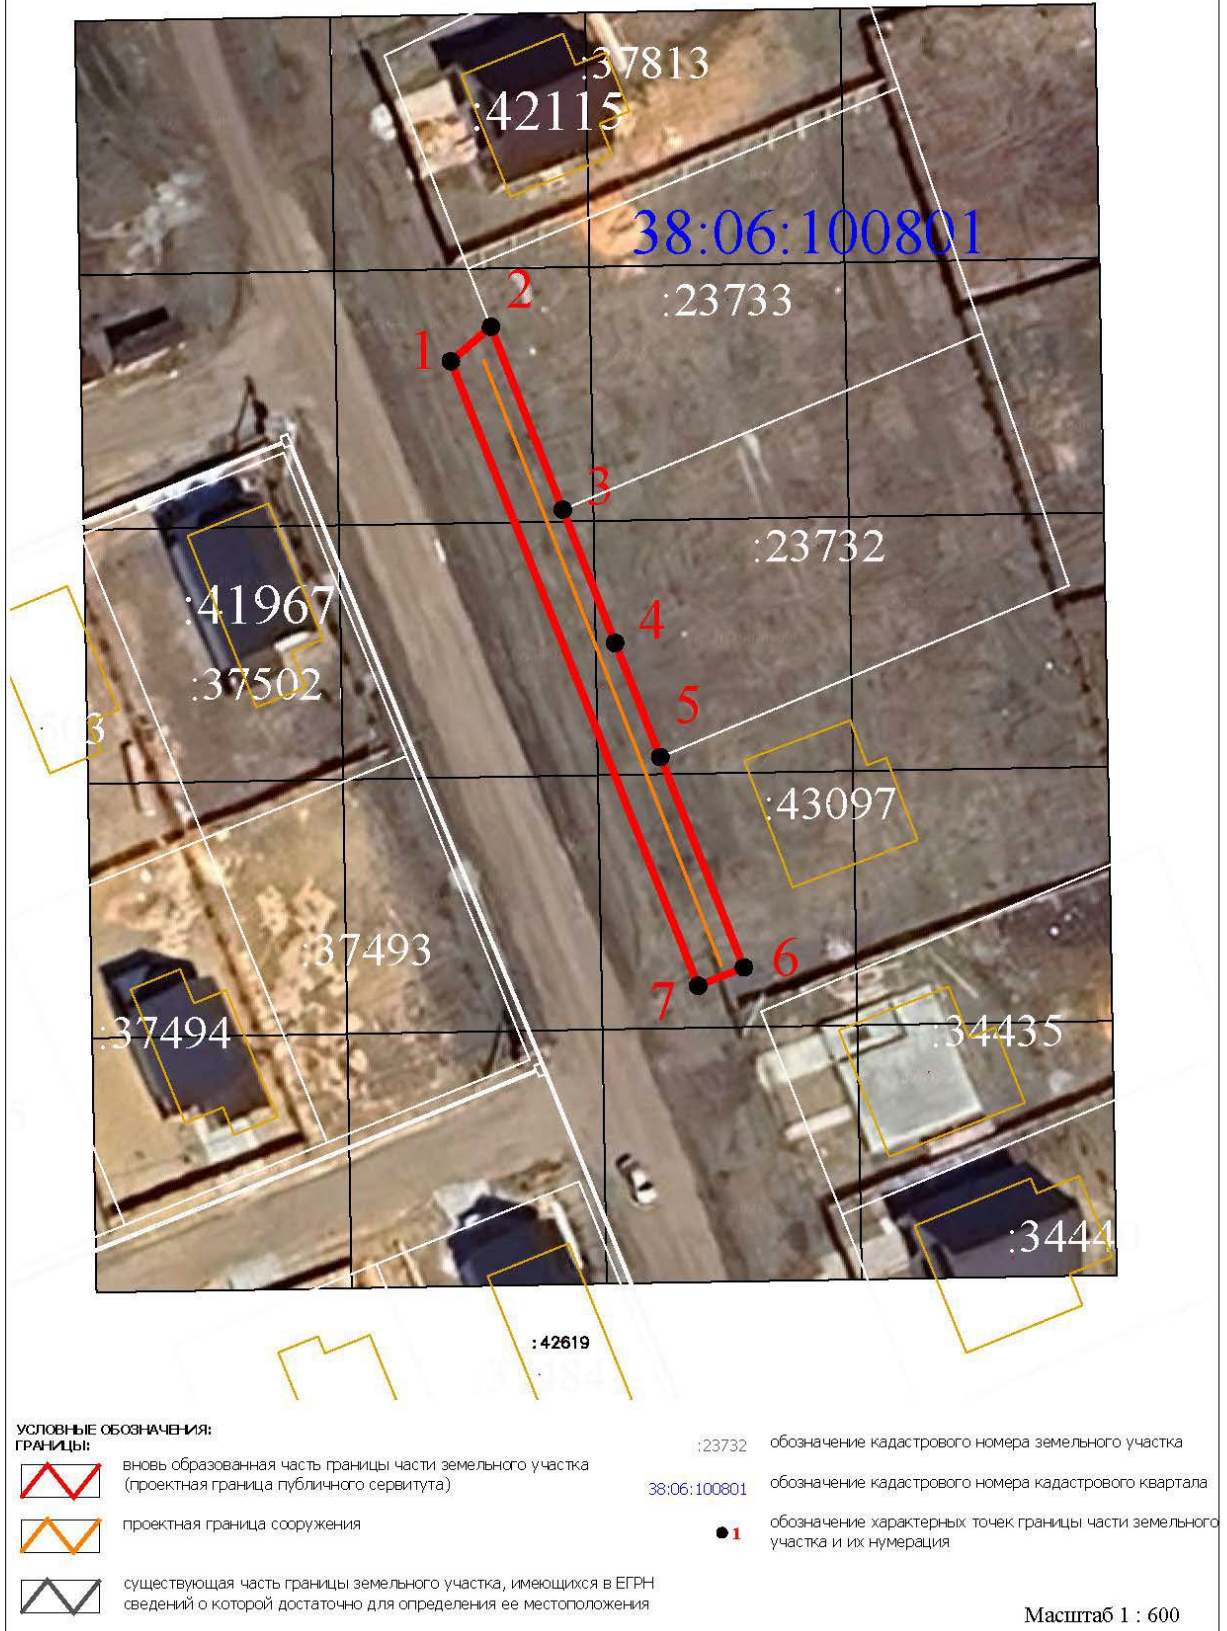 :37813
:42115
38:06:100801
:23733
2
1
3
:23732
:41967
4
:37502
5
:43097
:37493
6
7
:37494
:34435
:3444
:42619
УСЛОВНЫЕ ОБОЗНАЧЕНИЯ:
ГРАНИЦЫ:
вновь образованная часть границы части земельного участка
(проектная граница публичного сервитута)
проектная граница сооружения
существующая часть границы земельного участка, имеющихся в ЕГРН
сведений о которой достаточно для определения ее местоположения
:23732 обозначение кадастрового номера земельного участка
38:06:100801 обозначение кадастрового номера кадастрового квартала
1 обозначение характерных точек границы части земельного
участка и их нумерация
Масштаб 1 : 600